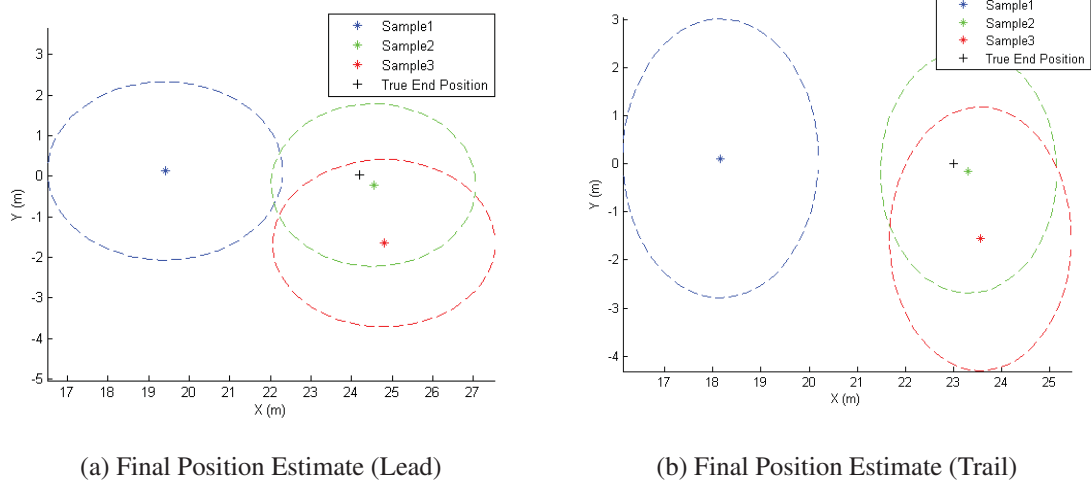 Sample1
Sample2
Sample3
True End Position
3
2
1
0
-1
-2
-3
-4
-5
Y (m)
17 18 19 20 21 22 23 24 25 26 27
X (m)
(a) Final Position Estimate (Lead)
Sample1
Sample2
Sample3
True End Position
3
2
1
0
-1
-2
-3
-4
Y (m)
17 18 19 20 21 22 23 24 25
X (m)
(b) Final Position Estimate (Trail)